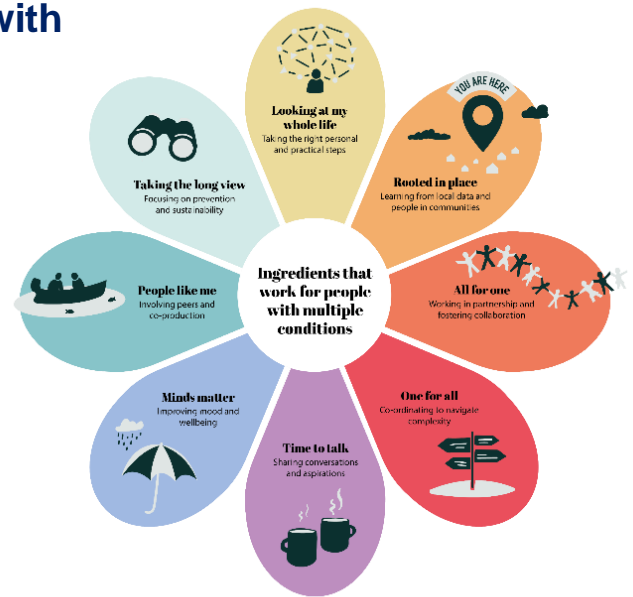 with
Looking at my
whole life
Taking the right personal
and practical steps
YOU ARE HERE
Rooted in place
Learning from local data and
people in communities
All for one
Working in partnership and
fostering collaboration
One for all
Co-ordinating to navigate
complexity
Time to talk
Sharing conversations
and aspirations
Minds matter
Improving mood and
wellbeing
People like me
Involving peers and
co-production
Taking the long view
Focusing on prevention
and sustainability
Ingredients that
work for people
with multiple
conditions